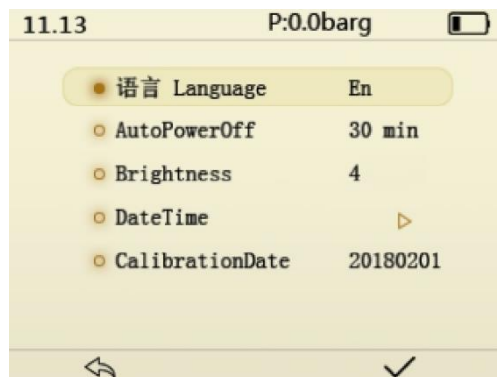 11.13 P:0.0barg
语言 Language En
AutoPowerOff 30 min
Brightness 4
DateTime
CalibrationDate 20180201